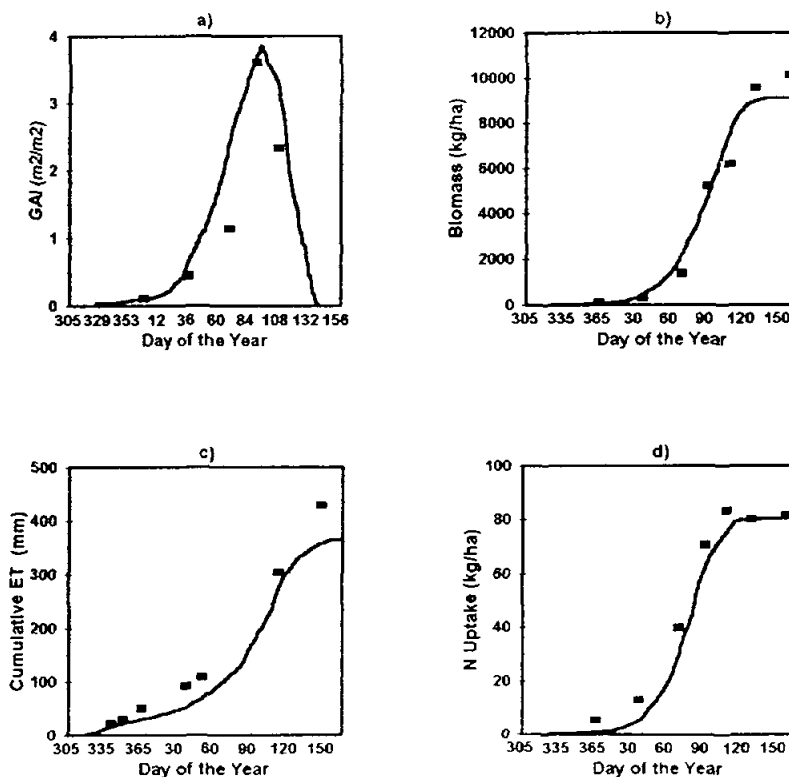 a)
4
3
2
1
0
GAI (m2/m2)
305 329 353 12 36 60 84 108 132 156
Day of the Year
b)
12000
10000
8000
6000
4000
2000
0
Biomass (kg/ha)
305 335 365 30 60 90 120 150
Day of the Year
c)
500
400
300
200
100
0
Cumulative ET (mm)
305 335 365 30 60 90 120 150
Day of the Year
d)
100
80
60
40
20
0
N Uptake (kg/ha)
305 335 365 30 60 90 120 150
Day of the Year